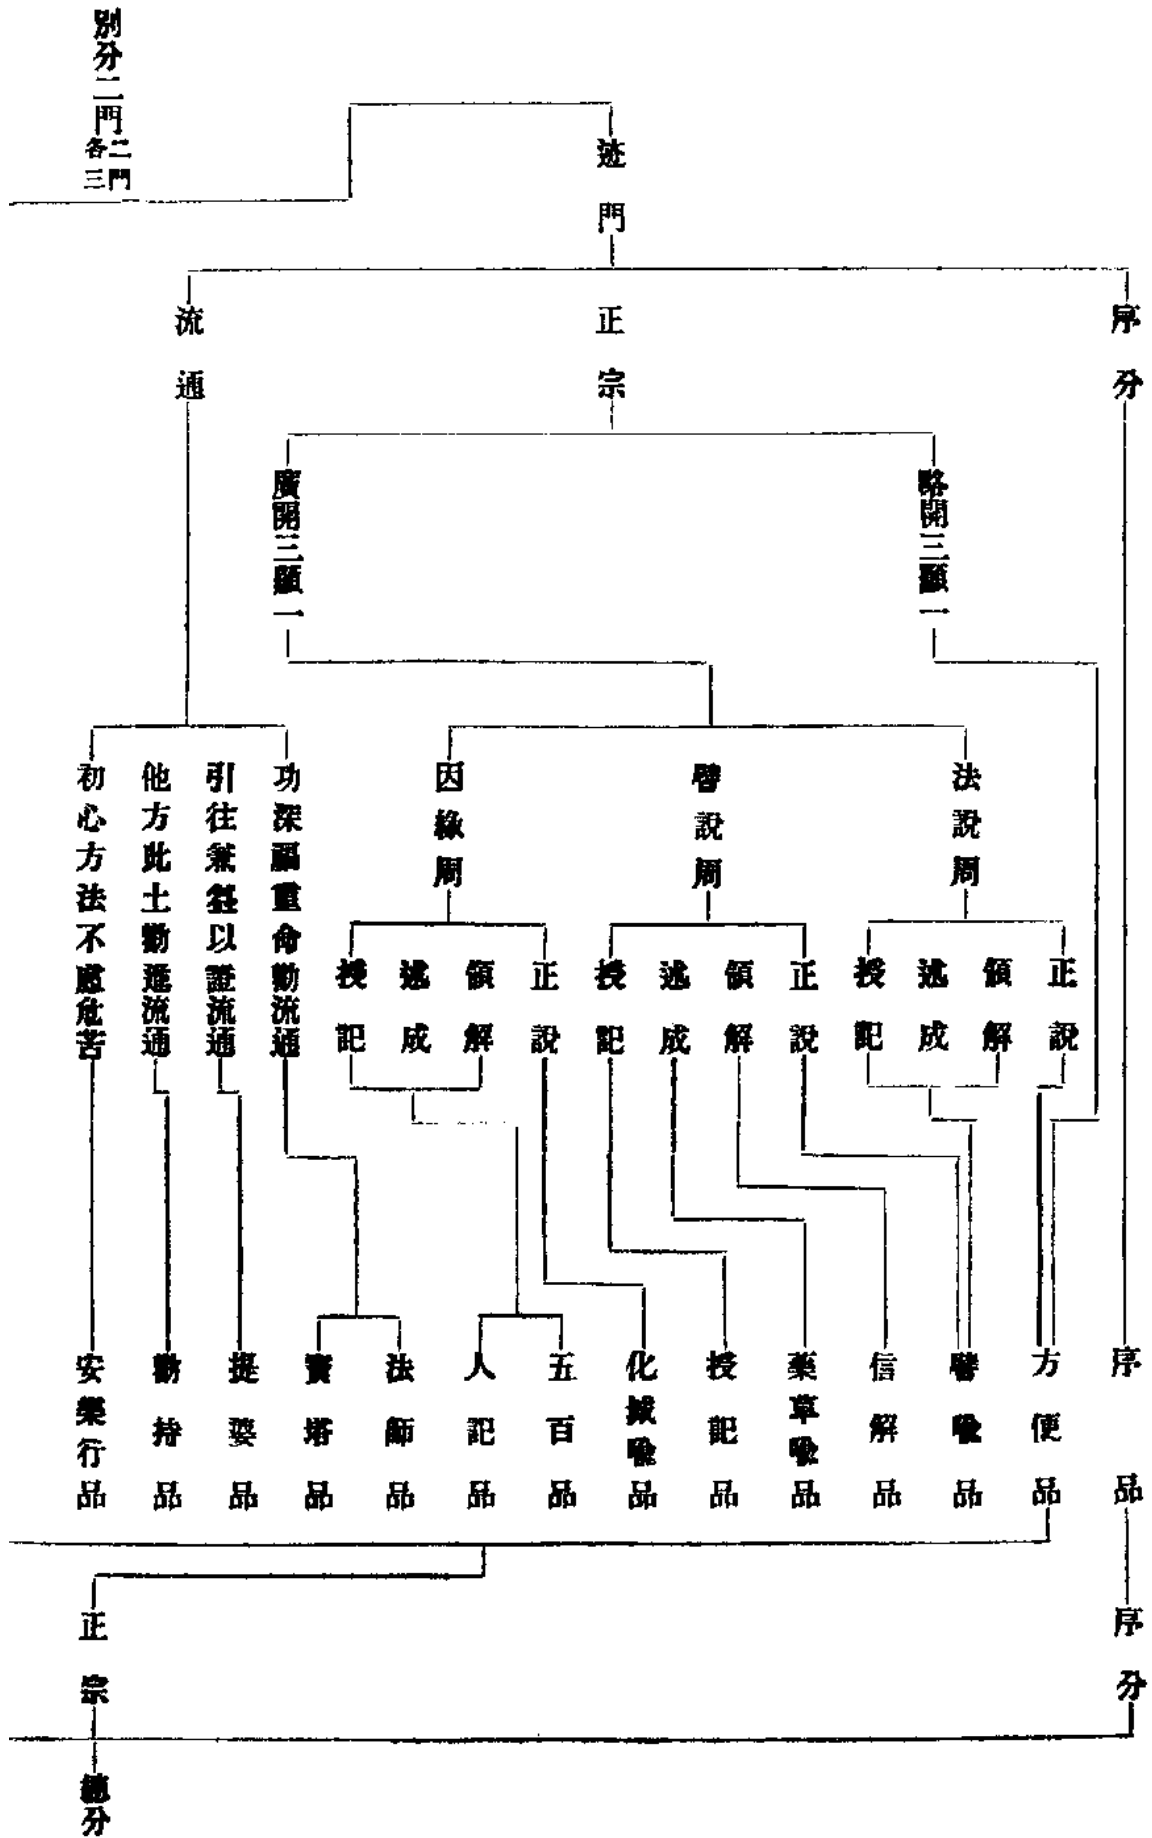 別分二門
二門
各三
迹門
序分
正宗
流通
略開三顯一
廣開三顯一
法說周
譬說周
因緣周
正說
領解
述成
授記
正說
領解
述成
授記
正說
領解
述成
授記
功深福重命勸流通
引往兼今以證流通
他方此土勸進流通
初心方法不慮危苦
序品
方便品
譬喻品
信解品
藥草喻品
授記品
化城喻品
五百品
人記品
法師品
寶塔品
提婆品
勸持品
安樂行品
序分
正宗
總分